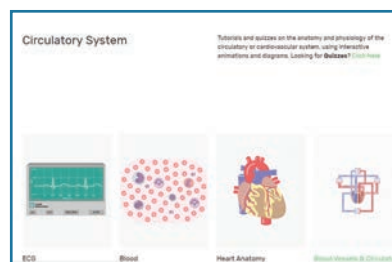 Circulatory System
Tutorials and quizzes on the anatomy and physiology of the
circulatory or cardiovascular system, using interactive
animations and diagrams. Looking for Quizzes? Click here
ECG
Blood
Heart Anatomy
Blood Vessels & Circulat